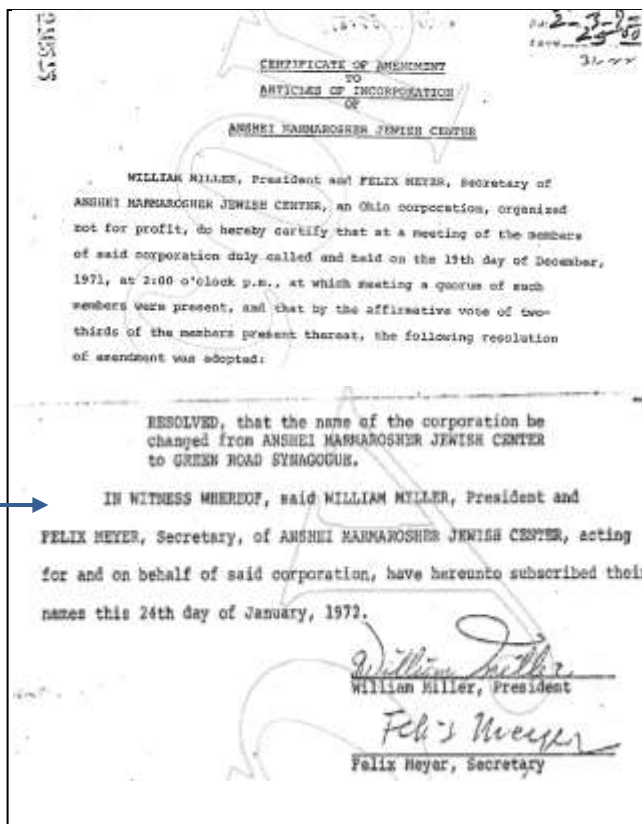 CERTIFICATE OF AMENDMENT
TO
ARTICLES OF INCORPORATION
OF
ANSHEI MARMAROSHER JEWISH CENTER
WILLIAM MILLER, President and FELIX MEYER, Secretary of
ANSHEI MARMAROSHER JEWISH CENTER, an Ohio corporation, organized
not for profit, do hereby certify that at a meeting of the members
of said corporation duly called and held on the 19th day of December,
1971, at 2:00 o'clock p.m., at which meeting a quorum of such
members were present, and that by the affirmative vote of two-
thirds of the members present thereat, the following resolution
of amendment was adopted:
RESOLVED, that the name of the corporation be
changed from ANSHEI MARMAROSHER JEWISH CENTER
to GREEN ROAD SYNAGOGUE.
IN WITNESS WHEREOF, said WILLIAM MILLER, President and
FELIX MEYER, Secretary, of ANSHEI MARMAROSHER JEWISH CENTER, acting
for and on behalf of said corporation, have hereunto subscribed their
names this 24th day of January, 1972.
William Miller
William Miller, President
Felix Meyer
Felix Meyer, Secretary